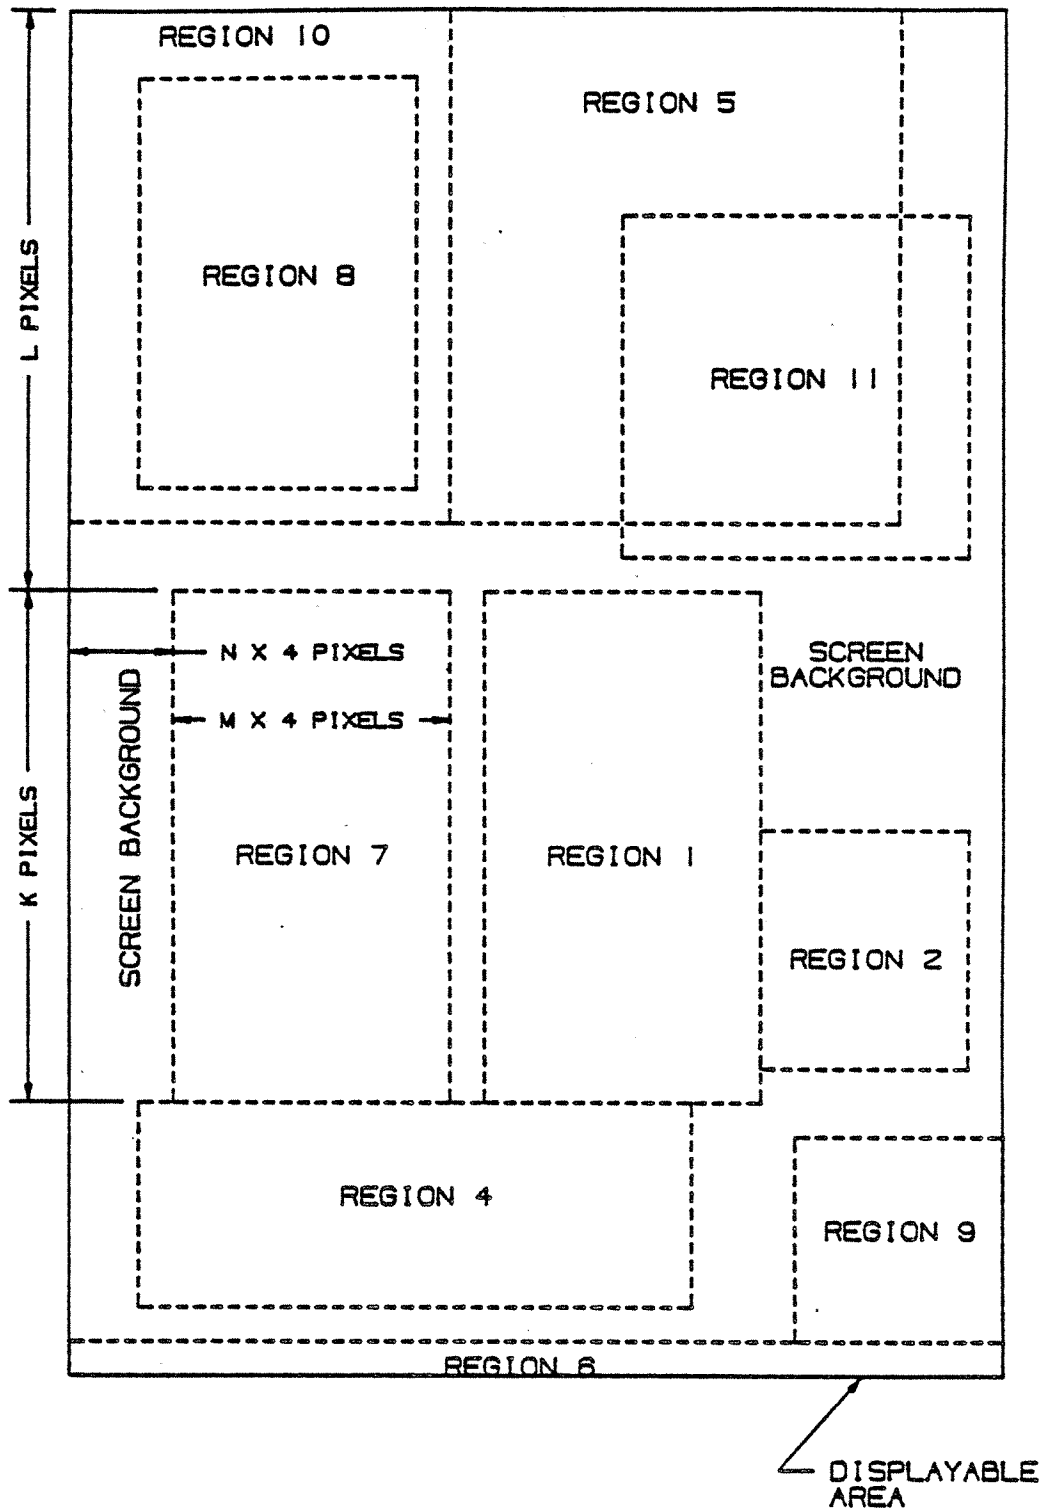 REGION 10
REGION 5
L PIXELS
REGION 8
REGION 11
N X 4 PIXELS
SCREEN
BACKGROUND
M X 4 PIXELS
SCREEN BACKGROUND
K PIXELS
REGION 7
REGION 1
REGION 2
REGION 4
REGION 9
REGION 6
DISPLAYABLE
AREA